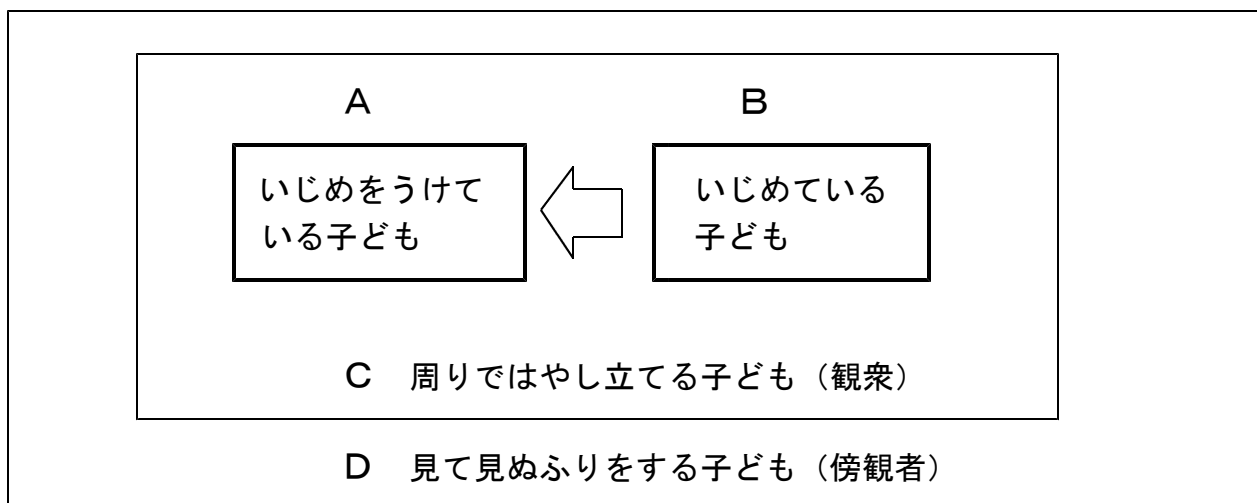 A
B
いじめをうけて
いる子ども
いじめている
子ども
C 周りではやし立てる子ども（観衆）
D 見て見ぬふりをする子ども（傍観者）